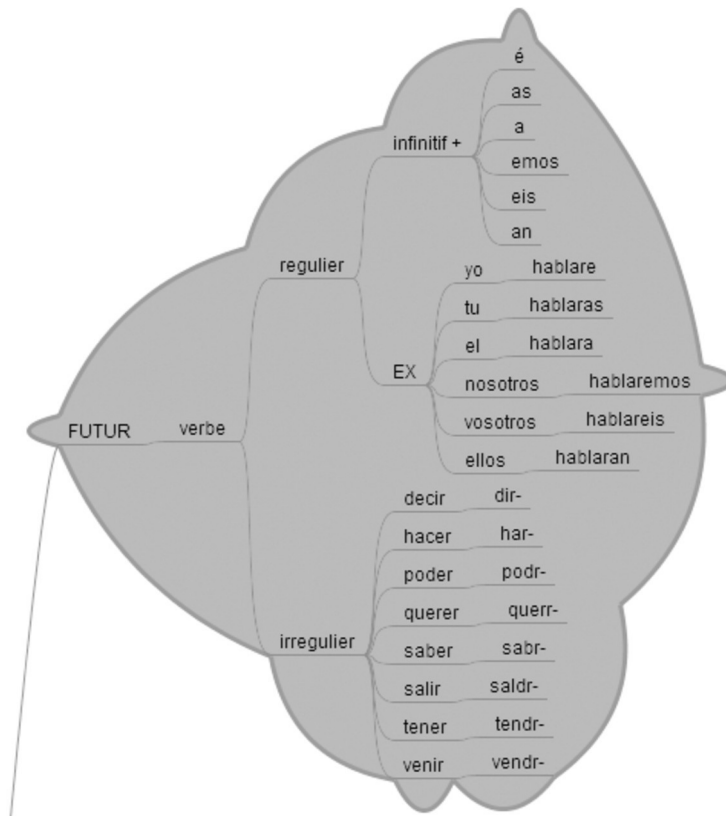 FUTUR
verbe
regulier
infinitif +
é
as
a
emos
eis
an
EX
yo hablare
tu hablaras
el hablara
nosotros hablaremos
vosotros hablareis
ellos hablaran
irregulier
decir dir-
hacer har-
poder podr-
querer querr-
saber sabr-
salir saldr-
tener tendr-
venir vendr-